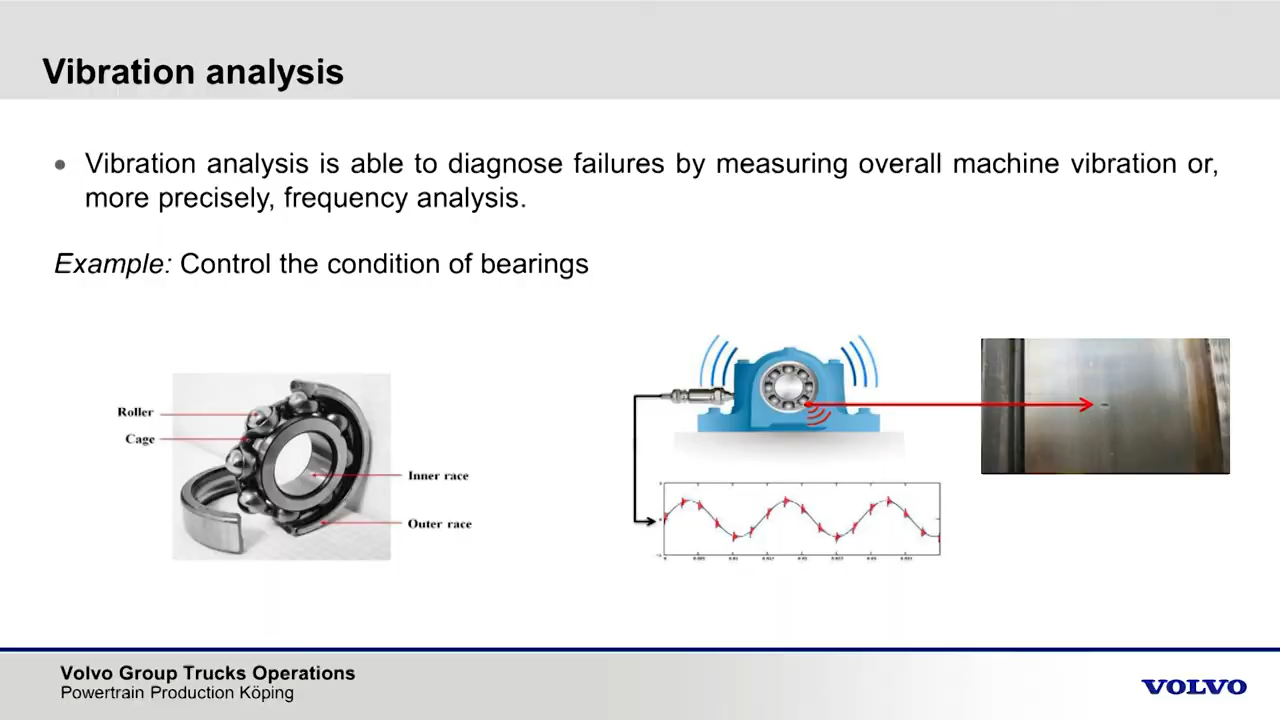 Vibration analysis
• Vibration analysis is able to diagnose failures by measuring overall machine vibration or,
more precisely, frequency analysis.
Example: Control the condition of bearings
Roller
Cage
Inner race
Outer race
Volvo Group Trucks Operations
Powertrain Production Köping
VOLVO